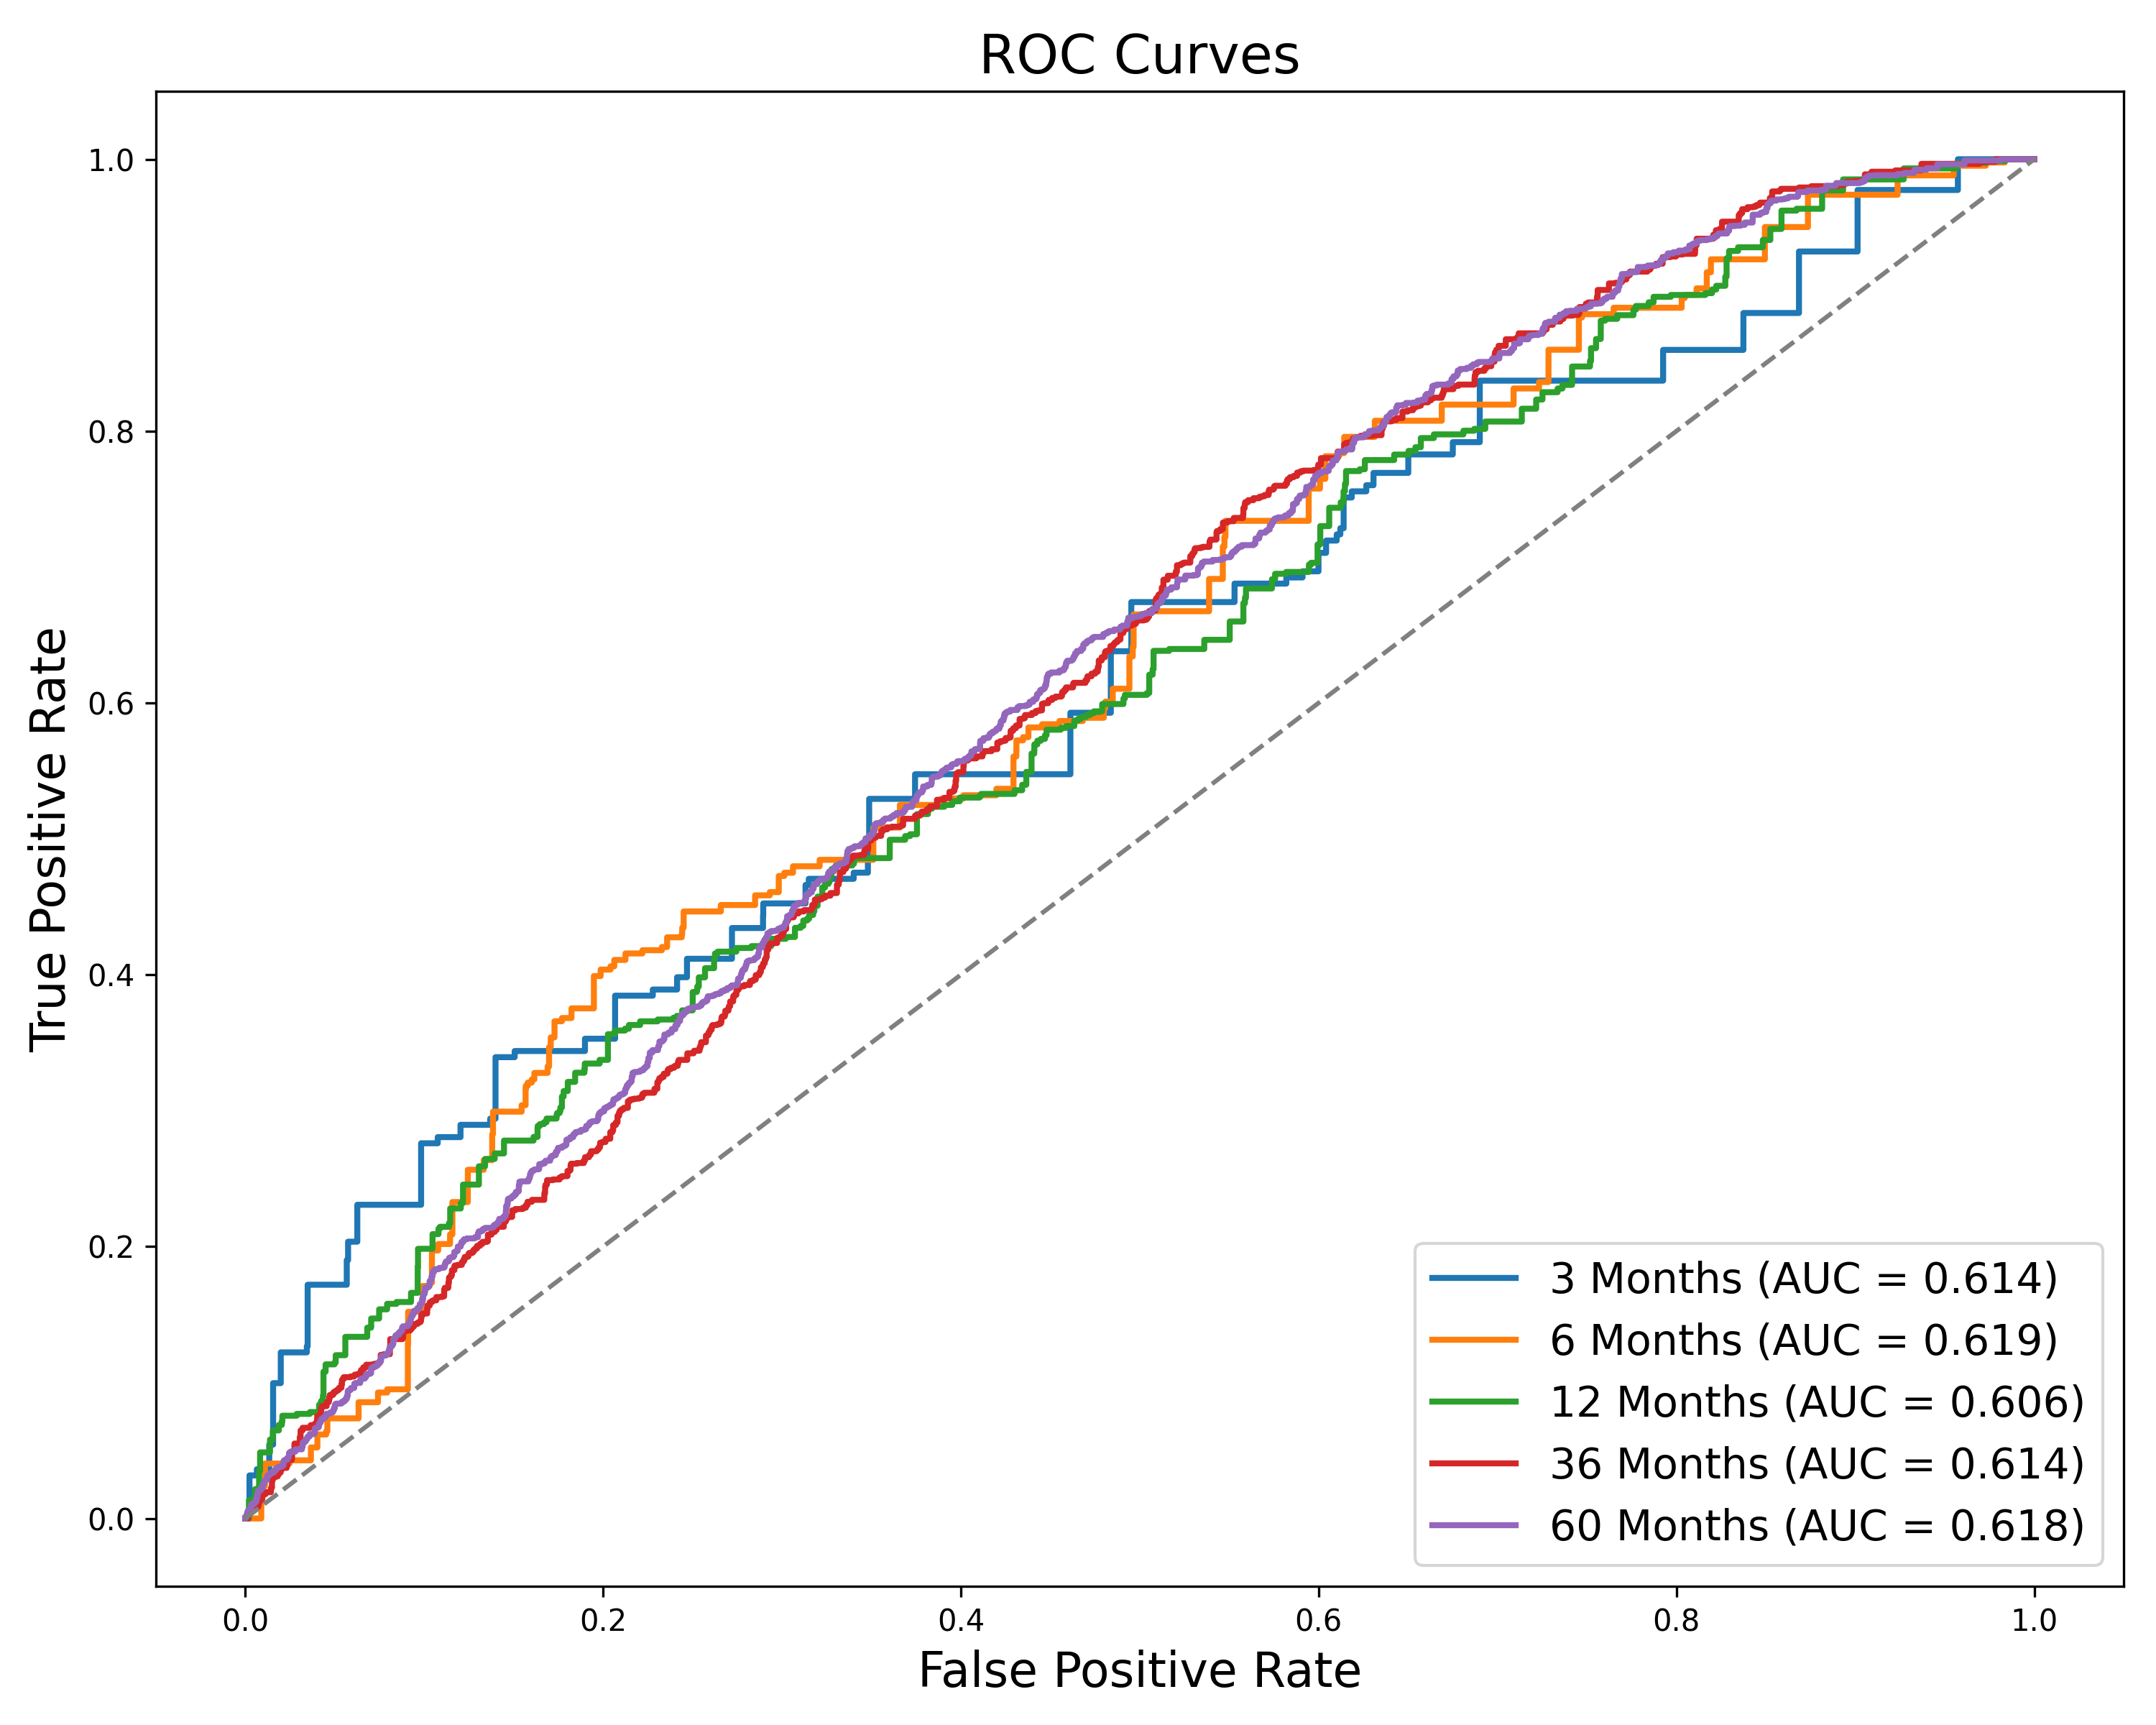 ROC Curves
True Positive Rate
1.0
0.8
0.6
0.4
0.2
0.0
0.0
0.2
0.4
0.6
0.8
1.0
False Positive Rate
3 Months (AUC = 0.614)
6 Months (AUC = 0.619)
12 Months (AUC = 0.606)
36 Months (AUC = 0.614)
60 Months (AUC = 0.618)